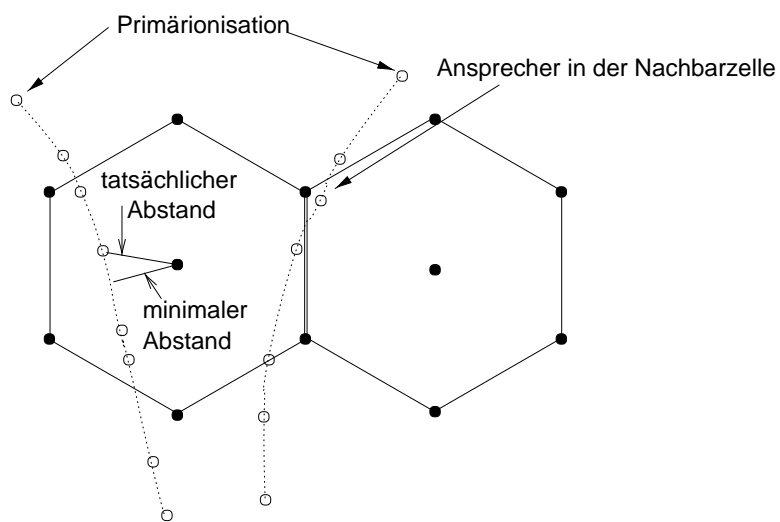 Primärionisation
Ansprecher in der Nachbarzelle
tatsächlicher
Abstand
minimaler
Abstand